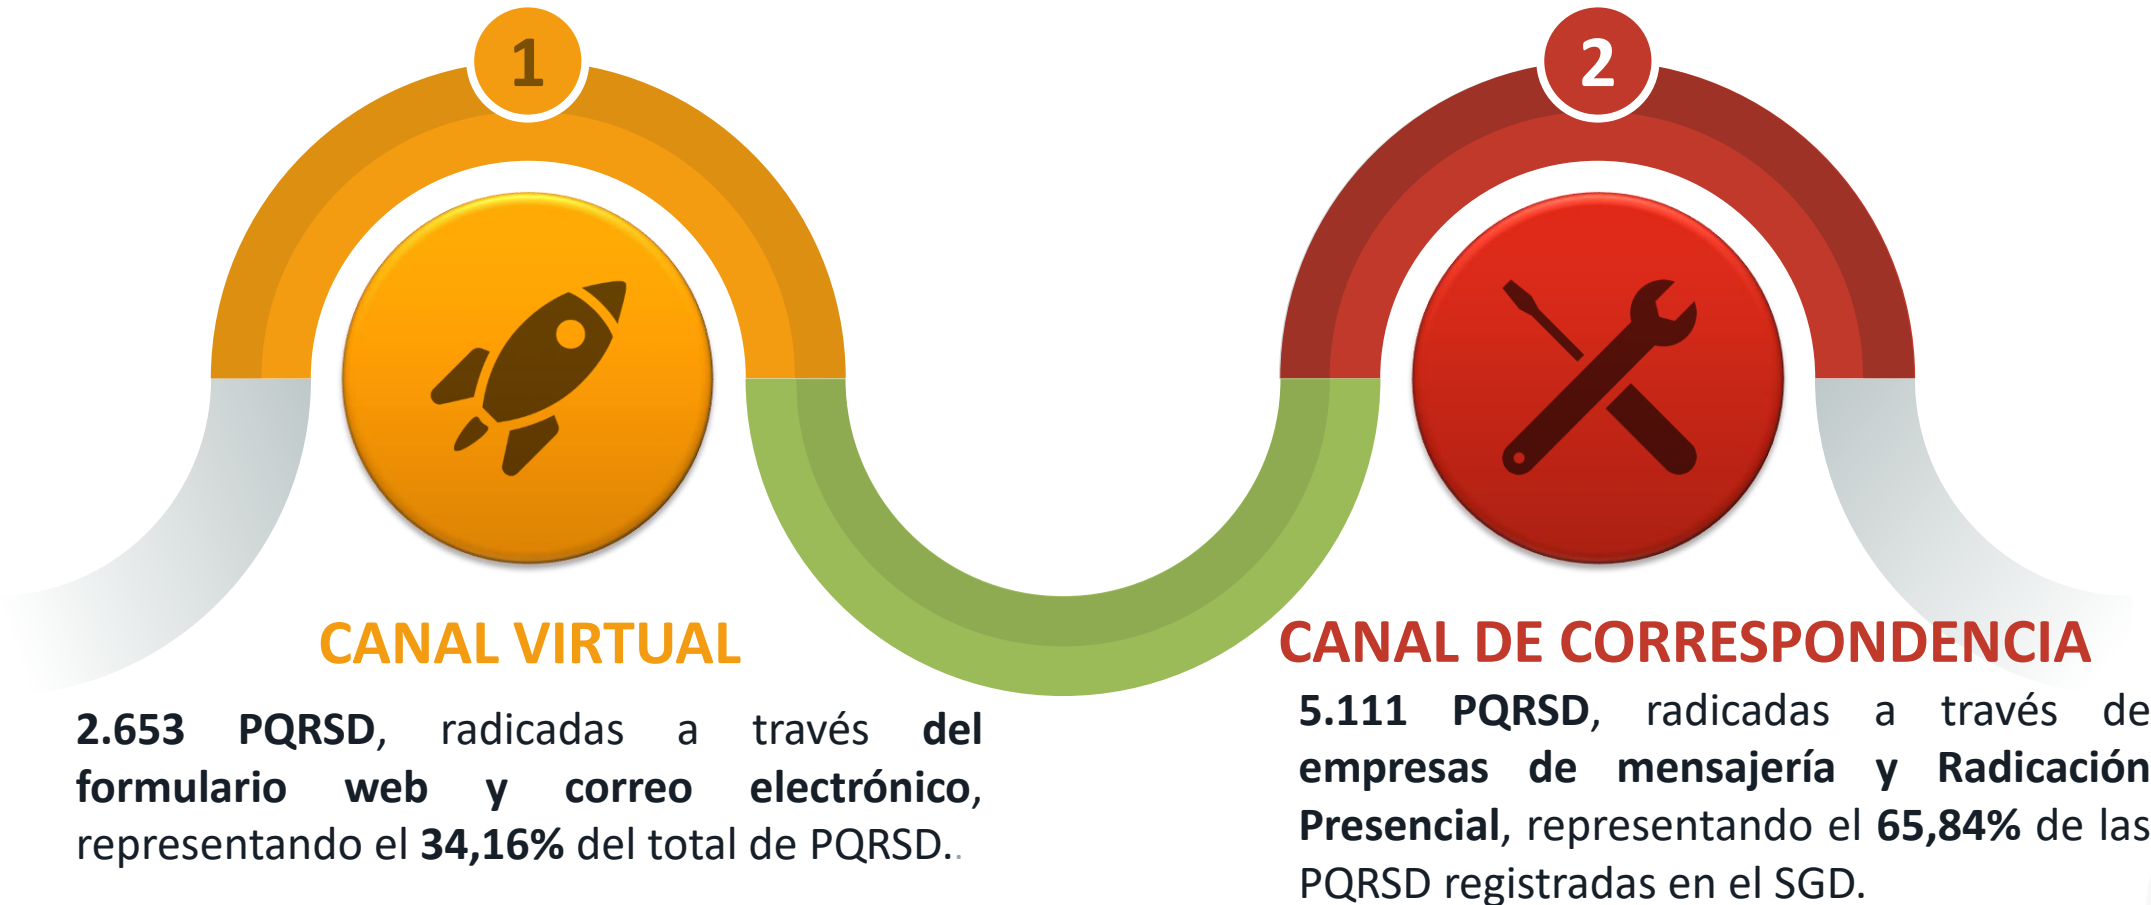 1
CANAL VIRTUAL
2.653 PQRSD, radicadas a través del
formulario web y correo electrónico,
representando el 34,16% del total de PQRSD..
2
CANAL DE CORRESPONDENCIA
5.111 PQRSD, radicadas a través de
empresas de mensajería y Radicación
Presencial, representando el 65,84% de las
PQRSD registradas en el SGD.